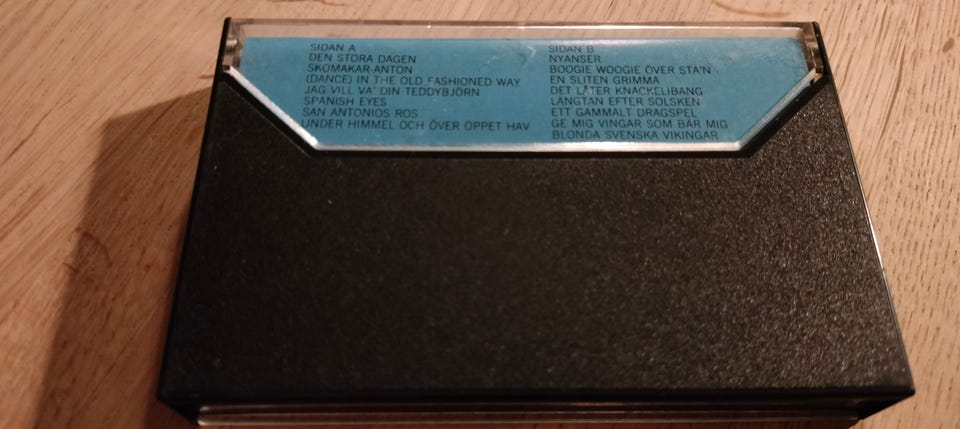 SIDAN A
DEN STORA DAGEN
SKOMAKAR-ANTON
(DANCE) IN THE OLD FASHIONED WAY
JAG VILL VA' DIN TEDDYBJÖRN
SPANISH EYES
SAN ANTONIOS ROS
UNDER HIMMEL OCH ÖVER ÖPPET HAV
SIDAN B
NYANSER
BOOGIE WOOGIE ÖVER STA'N
EN SLITEN GRIMMA
DET LÅTER KNACKELIBANG
LÄNGTAN EFTER SOLSKEN
ETT GAMMALT DRAGSPEL
GE MIG VINGAR SOM BÄR MIG
BLONDA SVENSKA VIKINGAR